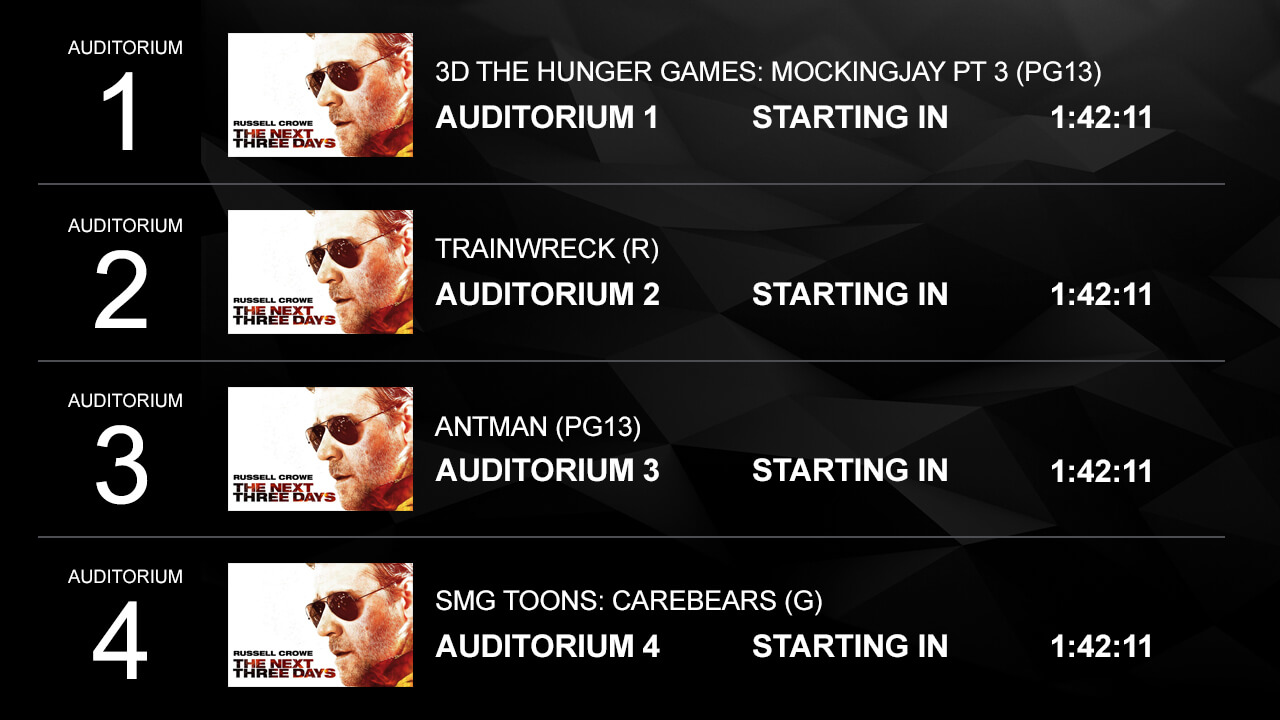 AUDITORIUM
1
RUSSELL CROWE
THE NEXT
THREE DAYS
3D THE HUNGER GAMES: MOCKINGJAY PT 3 (PG13)
AUDITORIUM 1 STARTING IN 1:42:11
AUDITORIUM
2
RUSSELL CROWE
THE NEXT
THREE DAYS
TRAINWRECK (R)
AUDITORIUM 2 STARTING IN 1:42:11
AUDITORIUM
3
RUSSELL CROWE
THE NEXT
THREE DAYS
ANTMAN (PG13)
AUDITORIUM 3 STARTING IN 1:42:11
AUDITORIUM
4
RUSSELL CROWE
THE NEXT
THREE DAYS
SMG TOONS: CAREBEARS (G)
AUDITORIUM 4 STARTING IN 1:42:11